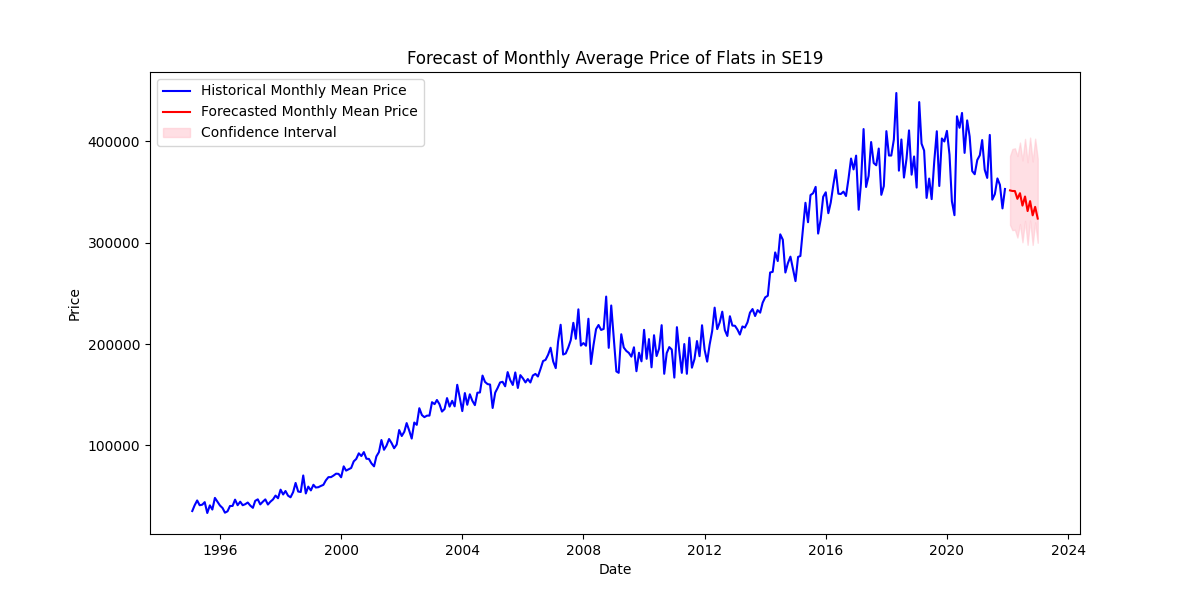 Forecast of Monthly Average Price of Flats in SE19
Historical Monthly Mean Price
Forecasted Monthly Mean Price
Confidence Interval
400000
300000
200000
100000
Price
1996 2000 2004 2008 2012 2016 2020 2024
Date